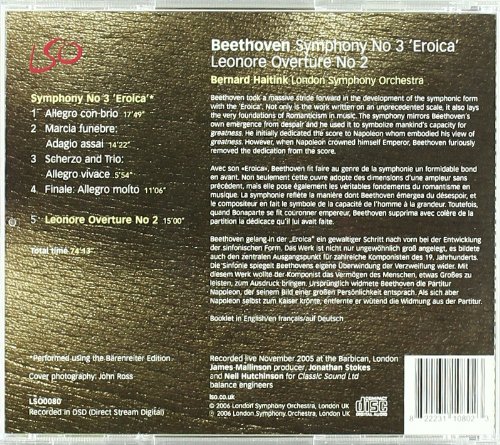 LSO
Beethoven Symphony No 3 ‘Eroica’
Leonore Overture No 2
Bernard Haitink London Symphony Orchestra
Symphony No 3 ‘Eroica’*
1 Allegro con brio 17'49"
2 Marcia funebre:
Adagio assai 14'22"
3 Scherzo and Trio:
Allegro vivace 5'54"
4 Finale: Allegro molto 11'06"
5 Leonore Overture No 2 15'00"
Total time 74'13"
Beethoven took a massive stride forward in the development of the symphonic form
with the ‘Eroica’. Not only is the work written on an unprecedented scale, it also lays
the very foundations of Romanticism in music. The symphony mirrors Beethoven's
own emergence from despair and he used it to symbolize mankind's capacity for
greatness. He initially dedicated the score to Napoleon whom embodied his view of
greatness. However, when Napoleon crowned himself Emperor, Beethoven furiously
removed the dedication from the score.
Avec son «Eroica», Beethoven fit faire au genre de la symphonie un formidable bond
en avant. Non seulement cette œuvre adopte des dimensions d'une ampleur sans
précédent, mais elle pose également les véritables fondements du romantisme en
musique. La symphonie reflète la manière dont Beethoven émergea du désespoir, et
le compositeur en fait le symbole de la capacité de l'homme à la grandeur. Toutefois,
quand Bonaparte se fit couronner empereur, Beethoven supprima avec colère de la
partition la dédicace qu'il lui avait faite.
Beethoven gelang in der „Eroica“ ein gewaltiger Schritt nach vorn bei der Entwicklung
der sinfonischen Form. Das Werk ist nicht nur ungewöhnlich groß angelegt, es bildete
auch den zentralen Ausgangspunkt für zahlreiche Komponisten des 19. Jahrhunderts.
Die Sinfonie spiegelt Beethovens eigene Überwindung der Verzweiflung wider. Mit
diesem Werk wollte der Komponist das Vermögen des Menschen, etwas Großes zu
leisten, zum Ausdruck bringen. Ursprünglich widmete Beethoven die Partitur
Napoleon, der seinem Bild einer großen Persönlichkeit entsprach. Als sich aber
Napoleon selbst zum Kaiser krönte, entfernte er wütend die Widmung aus der Partitur.
Booklet in English/en français/auf Deutsch
*Performed using the Bärenreiter Edition
Cover photography: John Ross
LSO0080
Recorded in DSD (Direct Stream Digital)
Recorded live November 2005 at the Barbican, London
James Mallinson producer, Jonathan Stokes
and Neil Hutchinson for Classic Sound Ltd
balance engineers
lso.co.uk
℗ 2006 London Symphony Orchestra, London UK
© 2006 London Symphony Orchestra, London UK
COMPACT
disc
DIGITAL AUDIO
8 22231 10802